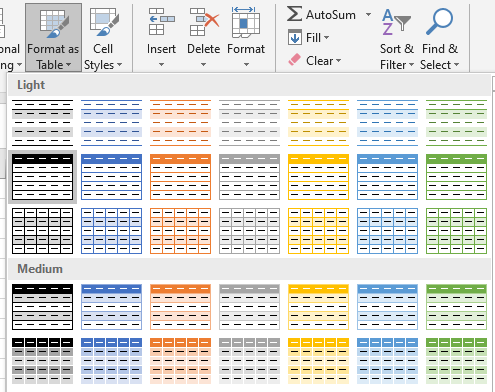 onal
ng
Format as
Table
Cell
Styles
Insert
Delete
Format
AutoSum
Fill
Clear
Sort &
Filter
Find &
Select
Light
Medium